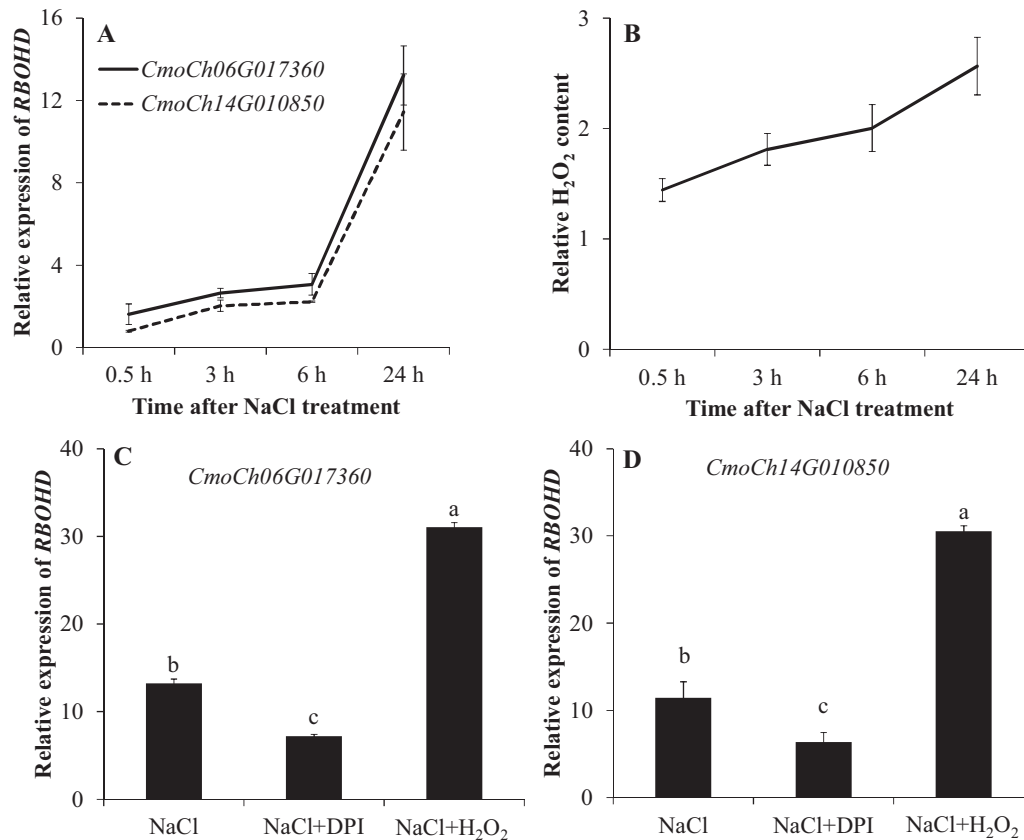 A
Relative expression of RBOHD
16
12
8
4
0
CmoCh06G017360
CmoCh14G010850
0.5 h 3 h 6 h 24 h
Time after NaCl treatment
B
Relative H₂O₂ content
3
2
1
0
0.5 h 3 h 6 h 24 h
Time after NaCl treatment
C
CmoCh06G017360
Relative expression of RBOHD
40
30
20
10
0
b
c
a
NaCl NaCl+DPI NaCl+H₂O₂
D
CmoCh14G010850
Relative expression of RBOHD
40
30
20
10
0
b
c
a
NaCl NaCl+DPI NaCl+H₂O₂